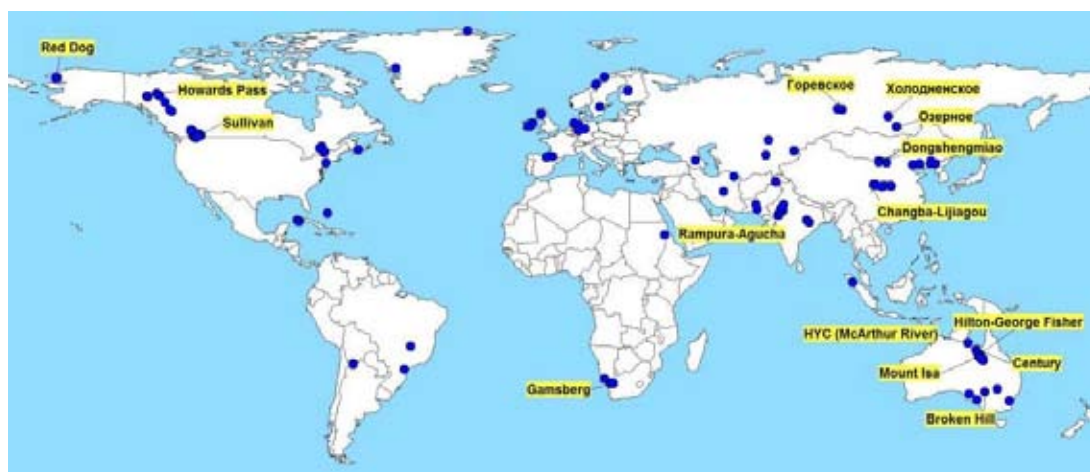 Red Dog
Howards Pass
Sullivan
Горевское
Холодненское
Озерное
Dongshengmiao
Changba-Lijiagou
Rampura-Agucha
Hilton-George Fisher
HYC (McArthur River)
Mount Isa
Century
Gamsberg
Broken Hill